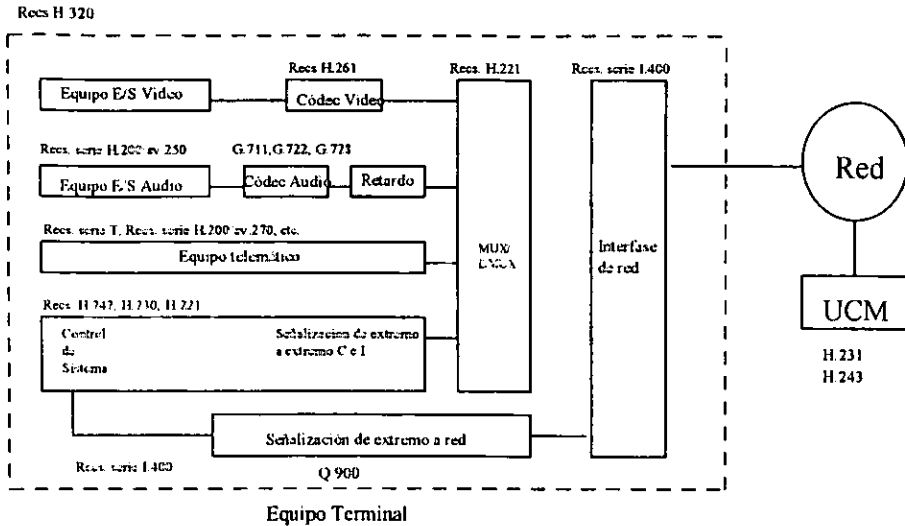 Recs H 320
Recs H.261
Recs. H.221
Recs. serie I.400
Equipo E/S Video
Códec Video
Recs. serie H.200 av.250
G.711, G.722, G 728
Equipo E/S Audio
Códec Audio
Retardo
Red
Recs. serie T, Recs. serie H.200 av.270, etc.
Equipo telemático
MUX/
DMUX
Interfase
de red
Recs. H.242, H.230, H.221
Control
de
Sistema
Señalización de extremo
a extremo C e I
UCM
H.231
H.243
Señalización de extremo a red
Recs. serie I.400
Q 900
Equipo Terminal